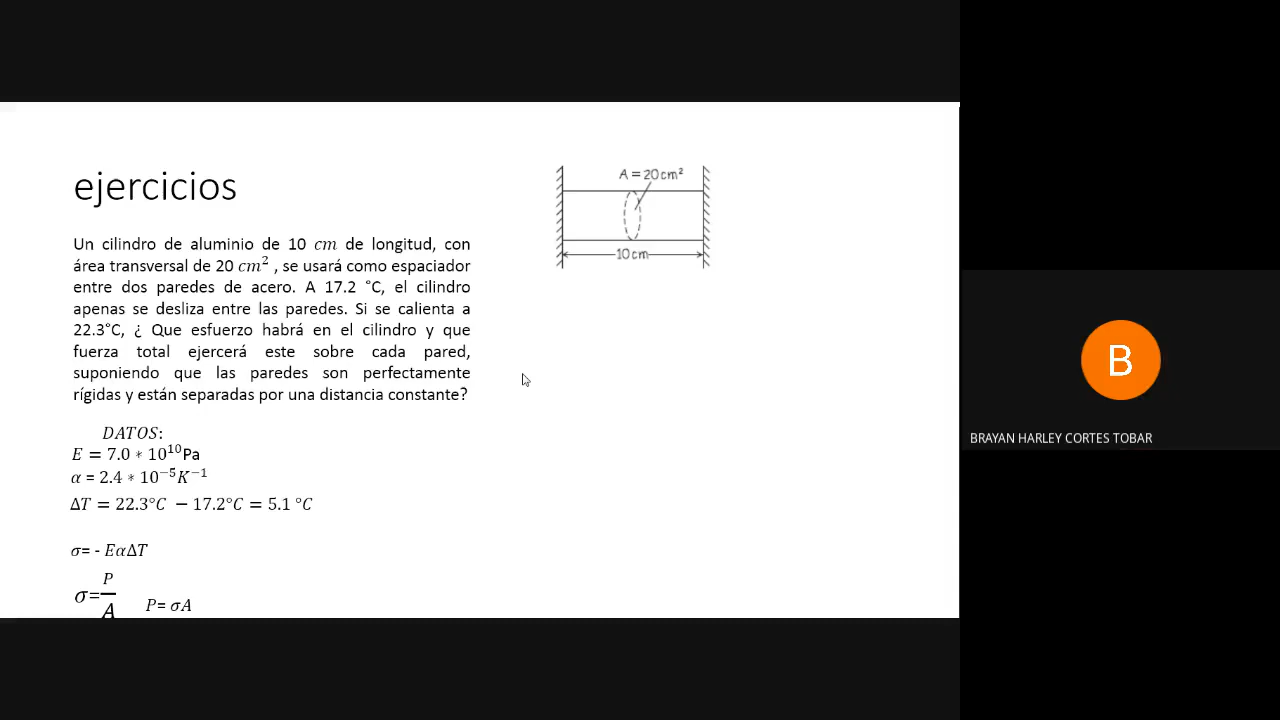 ejercicios
Un cilindro de aluminio de 10 cm de longitud, con
área transversal de 20 cm² , se usará como espaciador
entre dos paredes de acero. A 17.2 °C, el cilindro
apenas se desliza entre las paredes. Si se calienta a
22.3°C, ¿ Que esfuerzo habrá en el cilindro y que
fuerza total ejercerá este sobre cada pared,
suponiendo que las paredes son perfectamente
rígidas y están separadas por una distancia constante?
DATOS:
E = 7.0 ∗ 10¹⁰Pa
α = 2.4 ∗ 10⁻⁵K⁻¹
ΔT = 22.3°C − 17.2°C = 5.1 °C
σ= - EαΔT
σ=P/A P= σA
A = 20 cm²
10 cm
B
BRAYAN HARLEY CORTES TOBAR